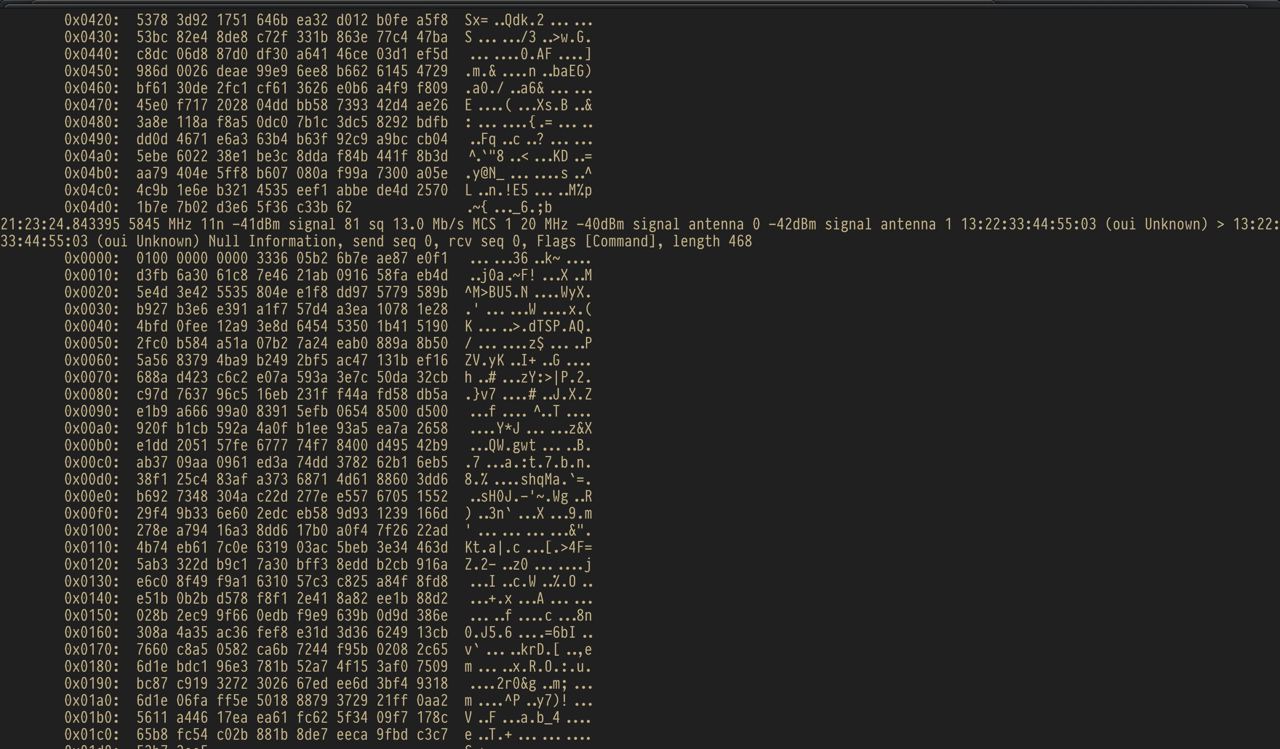 0x0420: 5378 3d92 1751 646b ea32 d012 b0fe a5f8 Sx=..Qdk.2......
0x0430: 53bc 82e4 8de8 c72f 331b 863e 77c4 47ba S....../3..>w.G.
0x0440: c8dc 06d8 87d0 df30 a641 46ce 03d1 ef5d .......0.AF....]
0x0450: 986d 0026 deae 99e9 6ee8 b662 6145 4729 .m.&....n..baEG)
0x0460: bf61 30de 2fc1 cf61 3626 e0b6 a4f9 f809 .a0./..a6&......
0x0470: 45e0 f717 2028 04dd bb58 7393 42d4 ae26 E....(...Xs.B..&
0x0480: 3a8e 118a f8a5 0dc0 7b1c 3dc5 8292 bdfb :.......{.=.....
0x0490: dd0d 4671 e6a3 63b4 b63f 92c9 a9bc cb04 ..Fq..c..?......
0x04a0: 5ebe 6022 38e1 be3c 8dda f84b 441f 8b3d ^.`"8..<...KD..=
0x04b0: aa79 404e 5ff8 b607 080a f99a 7300 a05e .y@N_.......s..^
0x04c0: 4c9b 1e6e b321 4535 eef1 abbe de4d 2570 L..n.!E5.....M%p
0x04d0: 1b7e 7b02 d3e6 5f36 c33b 62 .~{..._6.;b
21:23:24.843395 5845 MHz 11n -41dBm signal 81 sq 13.0 Mb/s MCS 1 20 MHz -40dBm signal antenna 0 -42dBm signal antenna 1 13:22:33:44:55:03 (oui Unknown) > 13:22:
33:44:55:03 (oui Unknown) Null Information, send seq 0, rcv seq 0, Flags [Command], length 468
0x0000: 0100 0000 0000 3336 05b2 6b7e ae87 e0f1 ......36..k~....
0x0010: d3fb 6a30 61c8 7e46 21ab 0916 58fa eb4d ..j0a.~F!...X..M
0x0020: 5e4d 3e42 5535 804e e1f8 dd97 5779 589b ^M>BU5.N....WyX.
0x0030: b927 b3e6 e391 a1f7 57d4 a3ea 1078 1e28 .'......W....x.(
0x0040: 4bfd 0fee 12a9 3e8d 6454 5350 1b41 5190 K.....>.dTSP.AQ.
0x0050: 2fc0 b584 a51a 07b2 7a24 eab0 889a 8b50 /.......z$.....P
0x0060: 5a56 8379 4ba9 b249 2bf5 ac47 131b ef16 ZV.yK..I+..G....
0x0070: 688a d423 c6c2 e07a 593a 3e7c 50da 32cb h..#...zY:>|P.2.
0x0080: c97d 7637 96c5 16eb 231f f44a fd58 db5a .}v7....#..J.X.Z
0x0090: e1b9 a666 99a0 8391 5efb 0654 8500 d500 ...f....^..T....
0x00a0: 920f b1cb 592a 4a0f b1ee 93a5 ea7a 2658 ....Y*J......z&X
0x00b0: e1dd 2051 57fe 6777 74f7 8400 d495 42b9 ...QW.gwt.....B.
0x00c0: ab37 09aa 0961 ed3a 74dd 3782 62b1 6eb5 .7...a.:t.7.b.n.
0x00d0: 38f1 25c4 83af a373 6871 4d61 8860 3dd6 8.%....shqMa.`=.
0x00e0: b692 7348 304a c22d 277e e557 6705 1552 ..sH0J.-'~.Wg..R
0x00f0: 29f4 9b33 6e60 2edc eb58 9d93 1239 166d )..3n`...X...9.m
0x0100: 278e a794 16a3 8dd6 17b0 a0f4 7f26 22ad '............&".
0x0110: 4b74 eb61 7c0e 6319 03ac 5beb 3e34 463d Kt.a|.c...[.>4F=
0x0120: 5ab3 322d b9c1 7a30 bff3 8edd b2cb 916a Z.2-..z0.......j
0x0130: e6c0 8f49 f9a1 6310 57c3 c825 a84f 8fd8 ...I..c.W..%.O..
0x0140: e51b 0b2b d578 f8f1 2e41 8a82 ee1b 88d2 ...+.x...A......
0x0150: 028b 2ec9 9f66 0edb f9e9 639b 0d9d 386e .....f....c...8n
0x0160: 308a 4a35 ac36 fef8 e31d 3d36 6249 13cb 0.J5.6....=6bI..
0x0170: 7660 c8a5 0582 ca6b 7244 f95b 0208 2c65 v`.....krD.[..,e
0x0180: 6d1e bdc1 96e3 781b 52a7 4f15 3af0 7509 m.....x.R.O.:.u.
0x0190: bc87 c919 3272 3026 67ed ee6d 3bf4 9318 ....2r0&g..m;...
0x01a0: 6d1e 06fa ff5e 5018 8879 3729 21ff 0aa2 m....^P..y7)!...
0x01b0: 5611 a446 17ea ea61 fc62 5f34 09f7 178c V..F...a.b_4....
0x01c0: 65b8 fc54 c02b 881b 8de7 eeca 9fbd c3c7 e..T.+..........